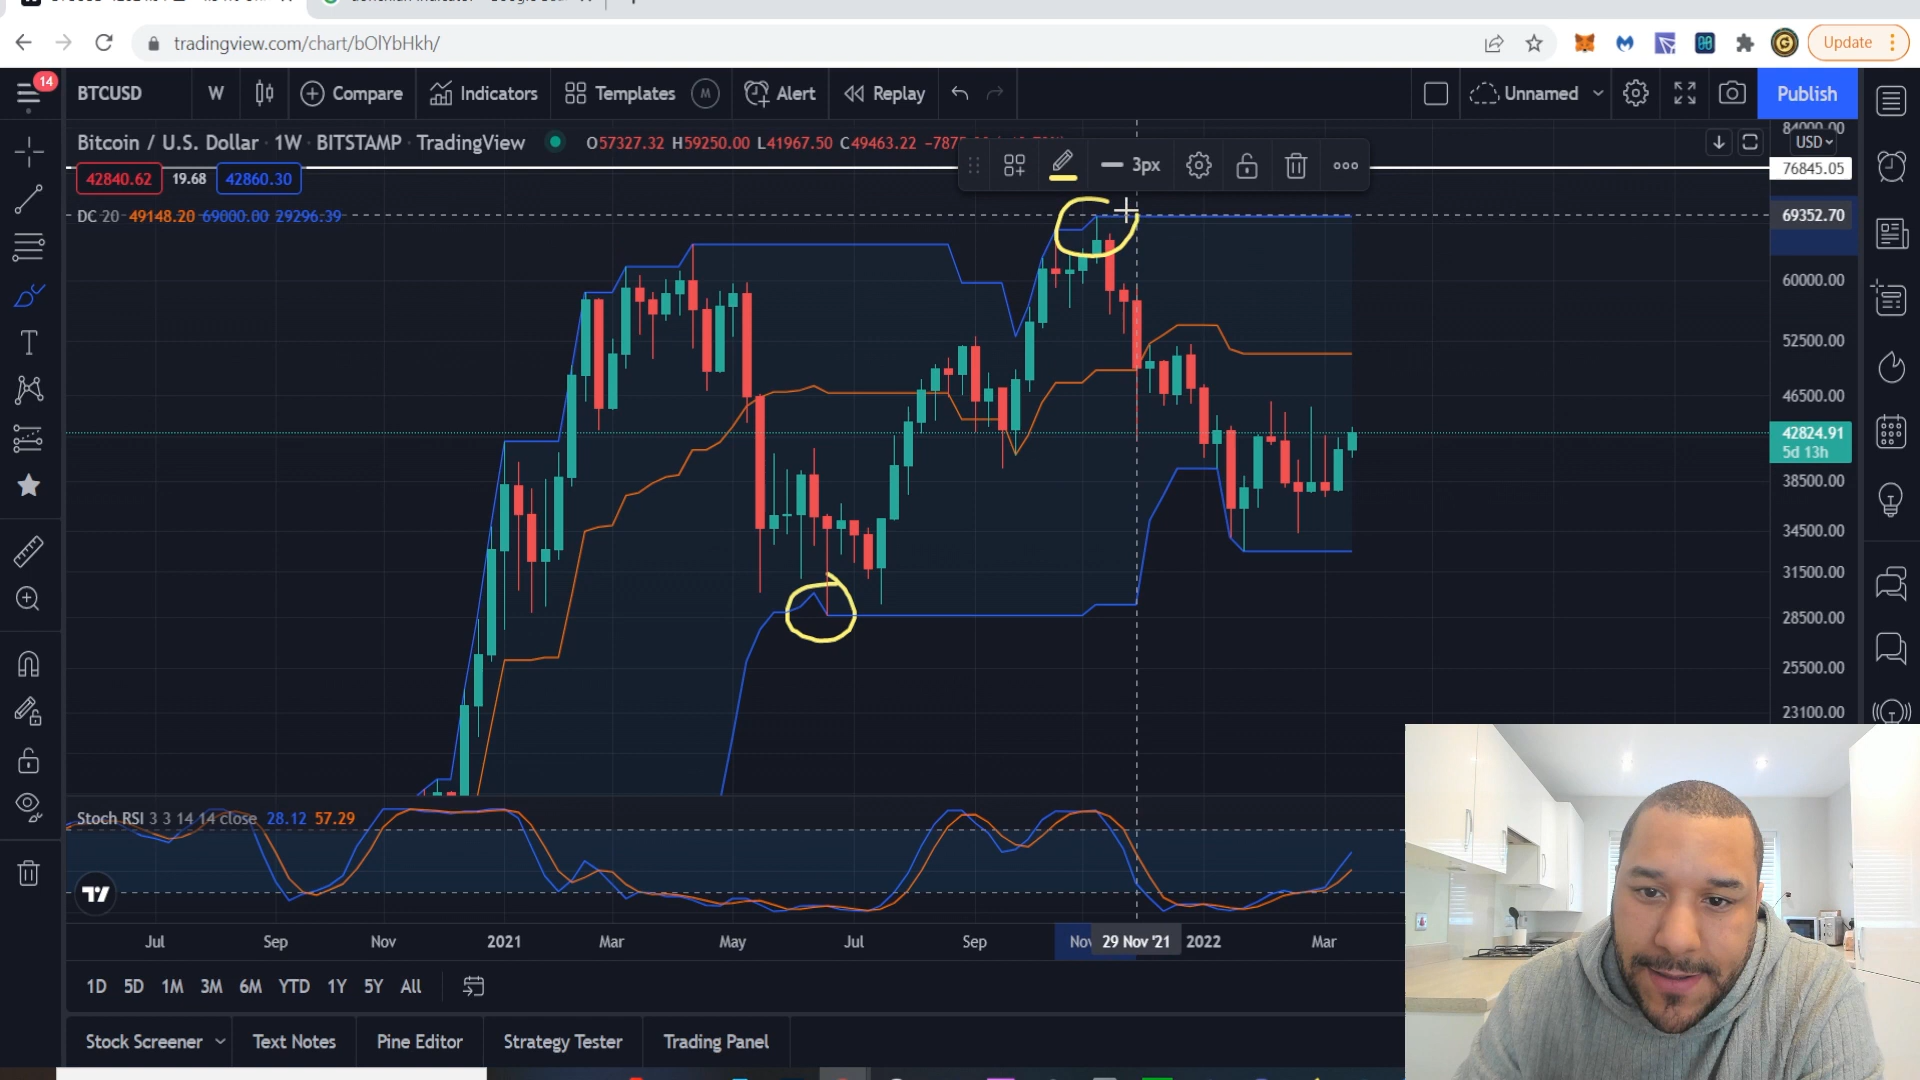 tradingview.com/chart/bOlYbHkh/
Update
14
BTCUSD
W
Compare
Indicators
Templates
M
Alert
Replay
Unnamed
Publish
Bitcoin / U.S. Dollar · 1W · BITSTAMP · TradingView
O57327.32 H59250.00 L41967.50 C49463.22
3px
42840.62
19.68
42860.30
DC 20 49148.20 69000.00 29296.39
84000.00
USD
76845.05
69352.70
60000.00
52500.00
46500.00
42824.91
5d 13h
38500.00
34500.00
31500.00
28500.00
25500.00
23100.00
Stoch RSI 3 3 14 14 close 28.12 57.29
Jul
Sep
Nov
2021
Mar
May
Jul
Sep
Nov
29 Nov '21
2022
Mar
1D
5D
1M
3M
6M
YTD
1Y
5Y
All
Stock Screener
Text Notes
Pine Editor
Strategy Tester
Trading Panel